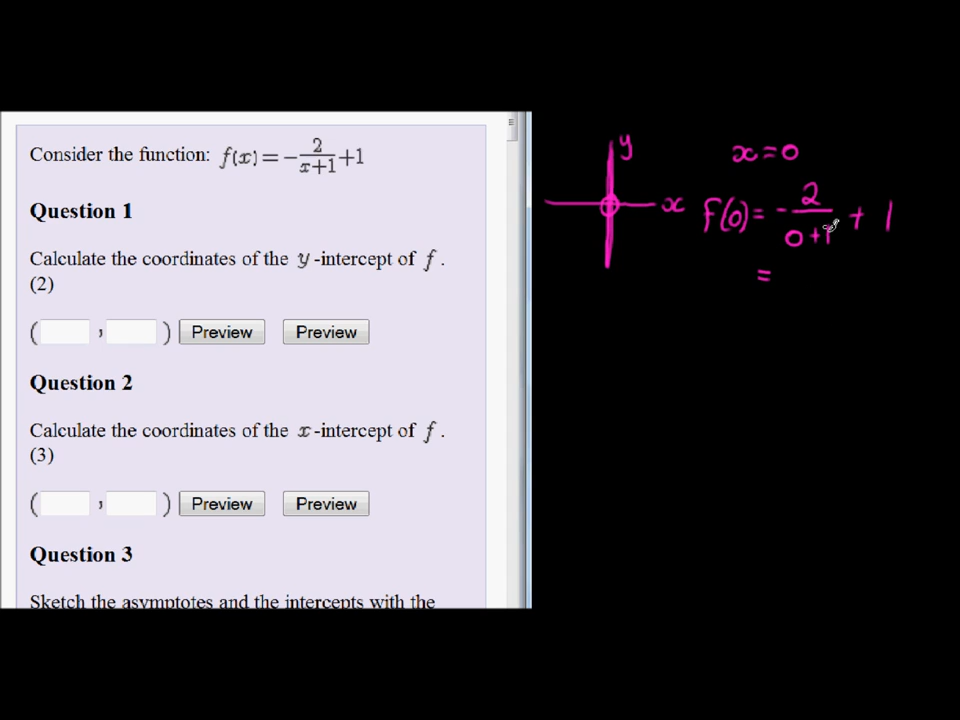 Consider the function: f(x) = -2/(x+1) + 1
Question 1
Calculate the coordinates of the y-intercept of f.
(2)
( , ) Preview Preview
Question 2
Calculate the coordinates of the x-intercept of f.
(3)
( , ) Preview Preview
Question 3
Sketch the asymptotes and the intercepts with the
y
x
x = 0
f(0) = -2/(0+1) + 1
=